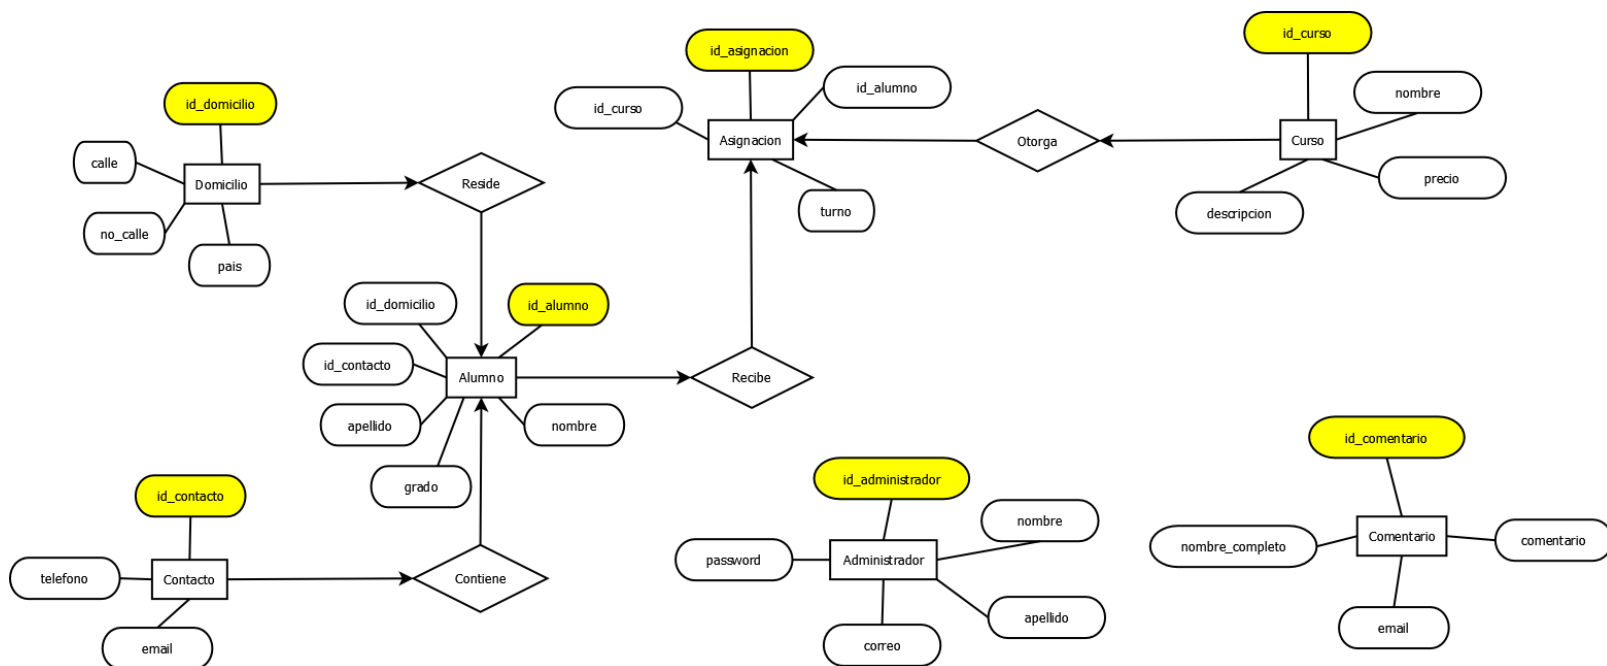 id_curso
id_asignacion
id_alumno
nombre
id_domicilio
id_curso
Asignacion
Otorga
Curso
calle
precio
Domicilio
Reside
descripcion
turno
no_calle
pais
id_domicilio
id_alumno
id_contacto
Alumno
Recibe
apellido
nombre
id_comentario
grado
id_administrador
id_contacto
nombre
Comentario
comentario
nombre_completo
password
Administrador
telefono
Contacto
Contiene
apellido
email
correo
email